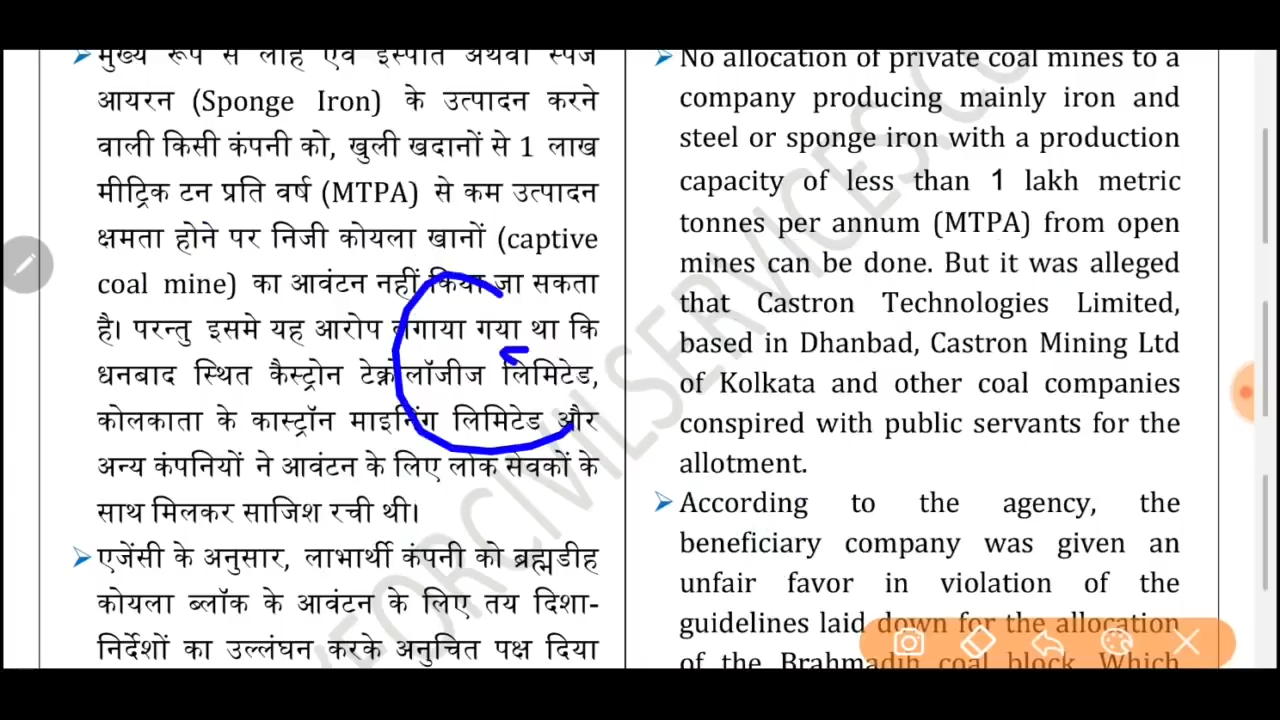 मुख्य रूप से लौह एवं इस्पात अथवा स्पंज
आयरन (Sponge Iron) के उत्पादन करने
वाली किसी कंपनी को, खुली खदानों से 1 लाख
मीट्रिक टन प्रति वर्ष (MTPA) से कम उत्पादन
क्षमता होने पर निजी कोयला खानों (captive
coal mine) का आवंटन नहीं किया जा सकता
है। परन्तु इसमे यह आरोप लगाया गया था कि
धनबाद स्थित कैस्ट्रोन लिमिटेड,
कोलकाता के कास्ट्रॉन माइनिंग लिमिटेड और
अन्य कंपनियों ने आवंटन के लिए लोक सेवकों के
साथ मिलकर साजिश रची थी।
एजेंसी के अनुसार, लाभार्थी कंपनी को ब्रह्मडीह
कोयला ब्लॉक के आवंटन के लिए तय दिशा-
निर्देशों का उल्लंघन करके अनुचित पक्ष दिया
No allocation of private coal mines to a
company producing mainly iron and
steel or sponge iron with a production
capacity of less than 1 lakh metric
tonnes per annum (MTPA) from open
mines can be done. But it was alleged
that Castron Technologies Limited,
based in Dhanbad, Castron Mining Ltd
of Kolkata and other coal companies
conspired with public servants for the
allotment.
According to the agency, the
beneficiary company was given an
unfair favor in violation of the
guidelines laid down for the allocation
of the Brahmadih coal block. Which